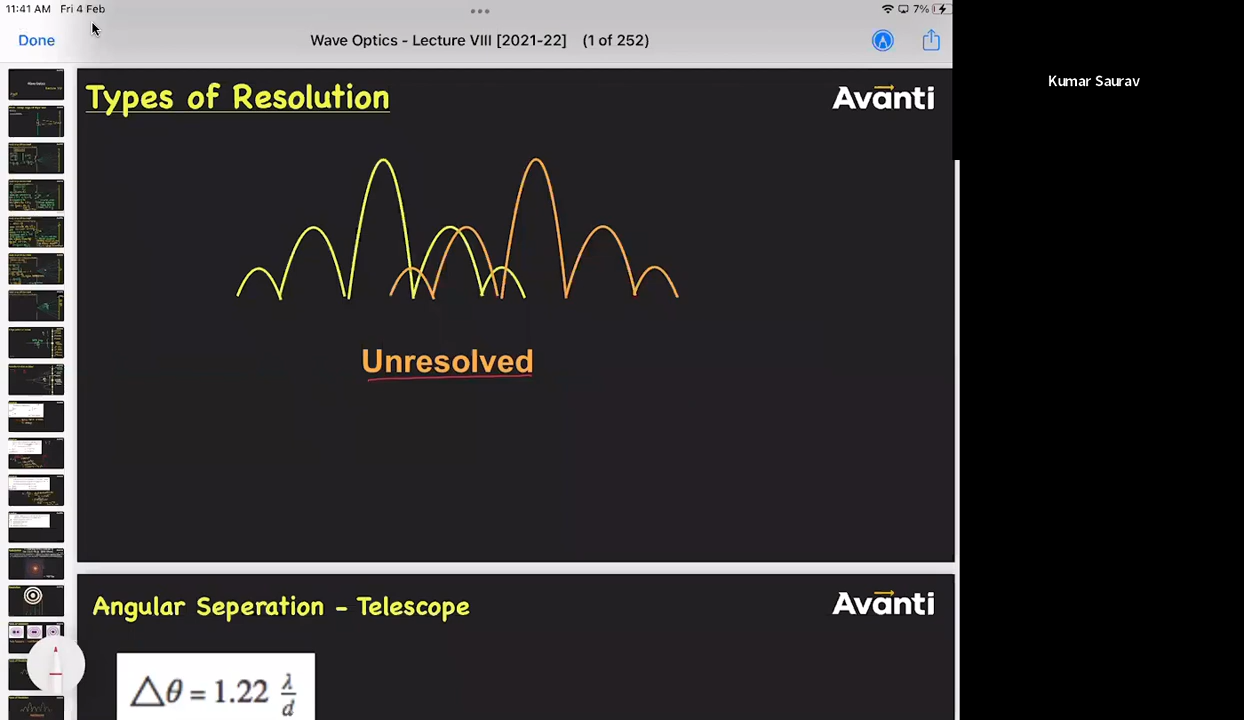 11:41 AM Fri 4 Feb
7%
Done
Wave Optics - Lecture VIII [2021-22] (1 of 252)
Kumar Saurav
Types of Resolution
Avanti
Unresolved
Angular Seperation - Telescope
Avanti
△θ = 1.22 λ/d